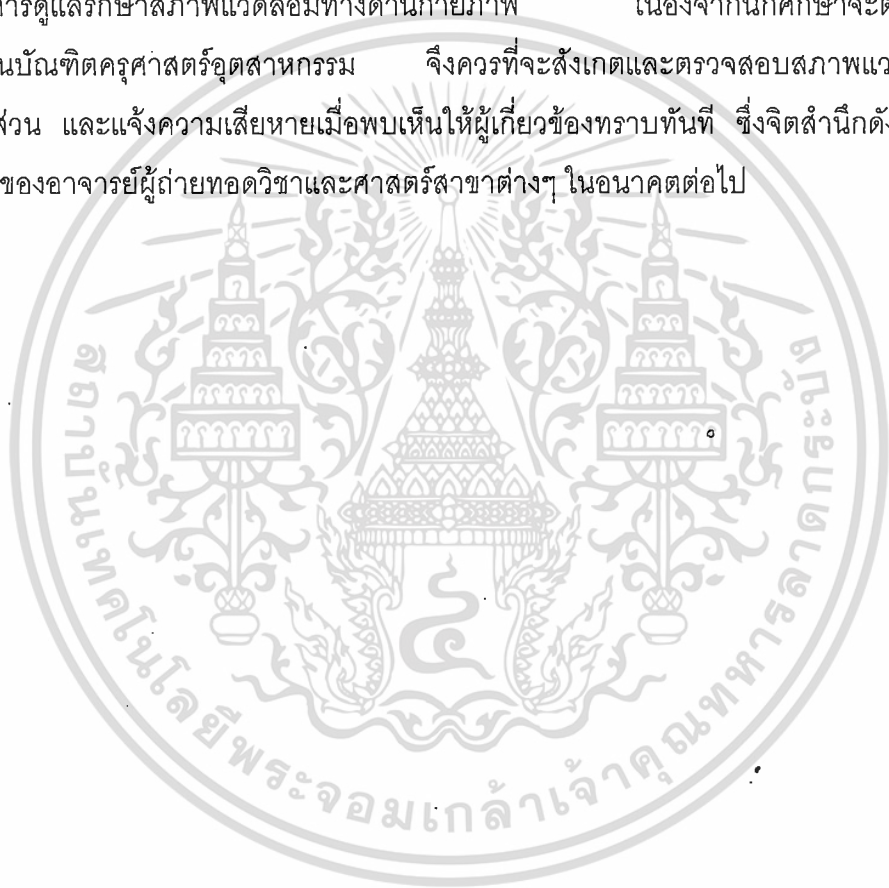 ารดูแลรักษาสภาพแวดล้อมทางด้านกายภาพ เนื่องจากนักศึกษาจะต
นบัณฑิตครุศาสตร์อุตสาหกรรม จึงควรที่จะสังเกตและตรวจสอบสภาพแว
ส่วน และแจ้งความเสียหายเมื่อพบเห็นให้ผู้เกี่ยวข้องทราบทันที ซึ่งจิตสำนึกดั
ของอาจารย์ผู้ถ่ายทอดวิชาและศาสตร์สาขาต่างๆ ในอนาคตต่อไป
สถาบันเทคโนโลยีพระจอมเกล้าเจ้าคุณทหารลาดกระบัง